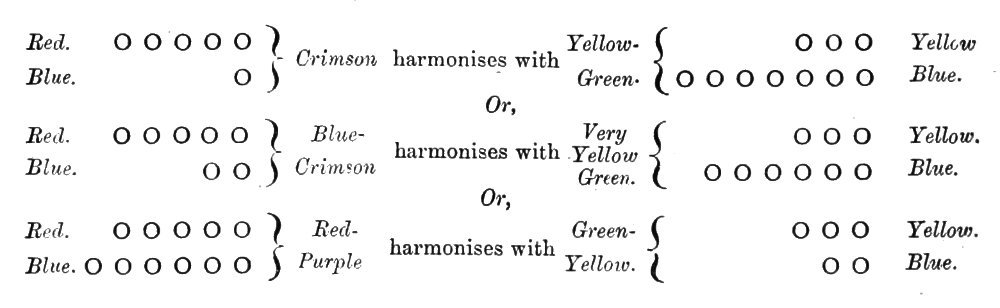 Red. O O O O O } Crimson harmonises with Yellow- { O O O Yellow
Blue. O Green- O O O O O O O Blue.
Or,
Red. O O O O O } Blue- harmonises with Very { O O O Yellow.
Blue. O O Crimson Yellow O O O O O O Blue.
Green.
Or,
Red. O O O O O } Red- harmonises with Green- { O O O Yellow.
Blue. O O O O O O Purple Yellow. O O Blue.